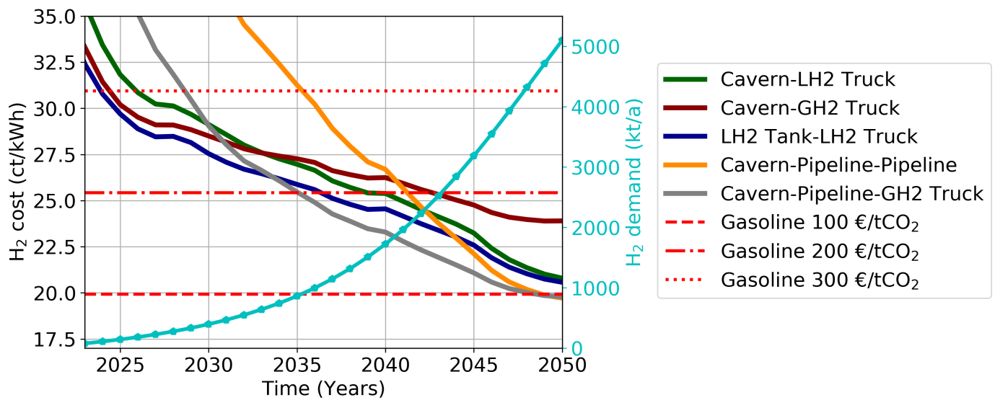 35.0
32.5
30.0
27.5
25.0
22.5
20.0
17.5
H₂ cost (ct/kWh)
2025
2030
2035
2040
2045
2050
Time (Years)
5000
4000
3000
2000
1000
0
H₂ demand (kt/a)
Cavern-LH2 Truck
Cavern-GH2 Truck
LH2 Tank-LH2 Truck
Cavern-Pipeline-Pipeline
Cavern-Pipeline-GH2 Truck
Gasoline 100 €/tCO₂
Gasoline 200 €/tCO₂
Gasoline 300 €/tCO₂